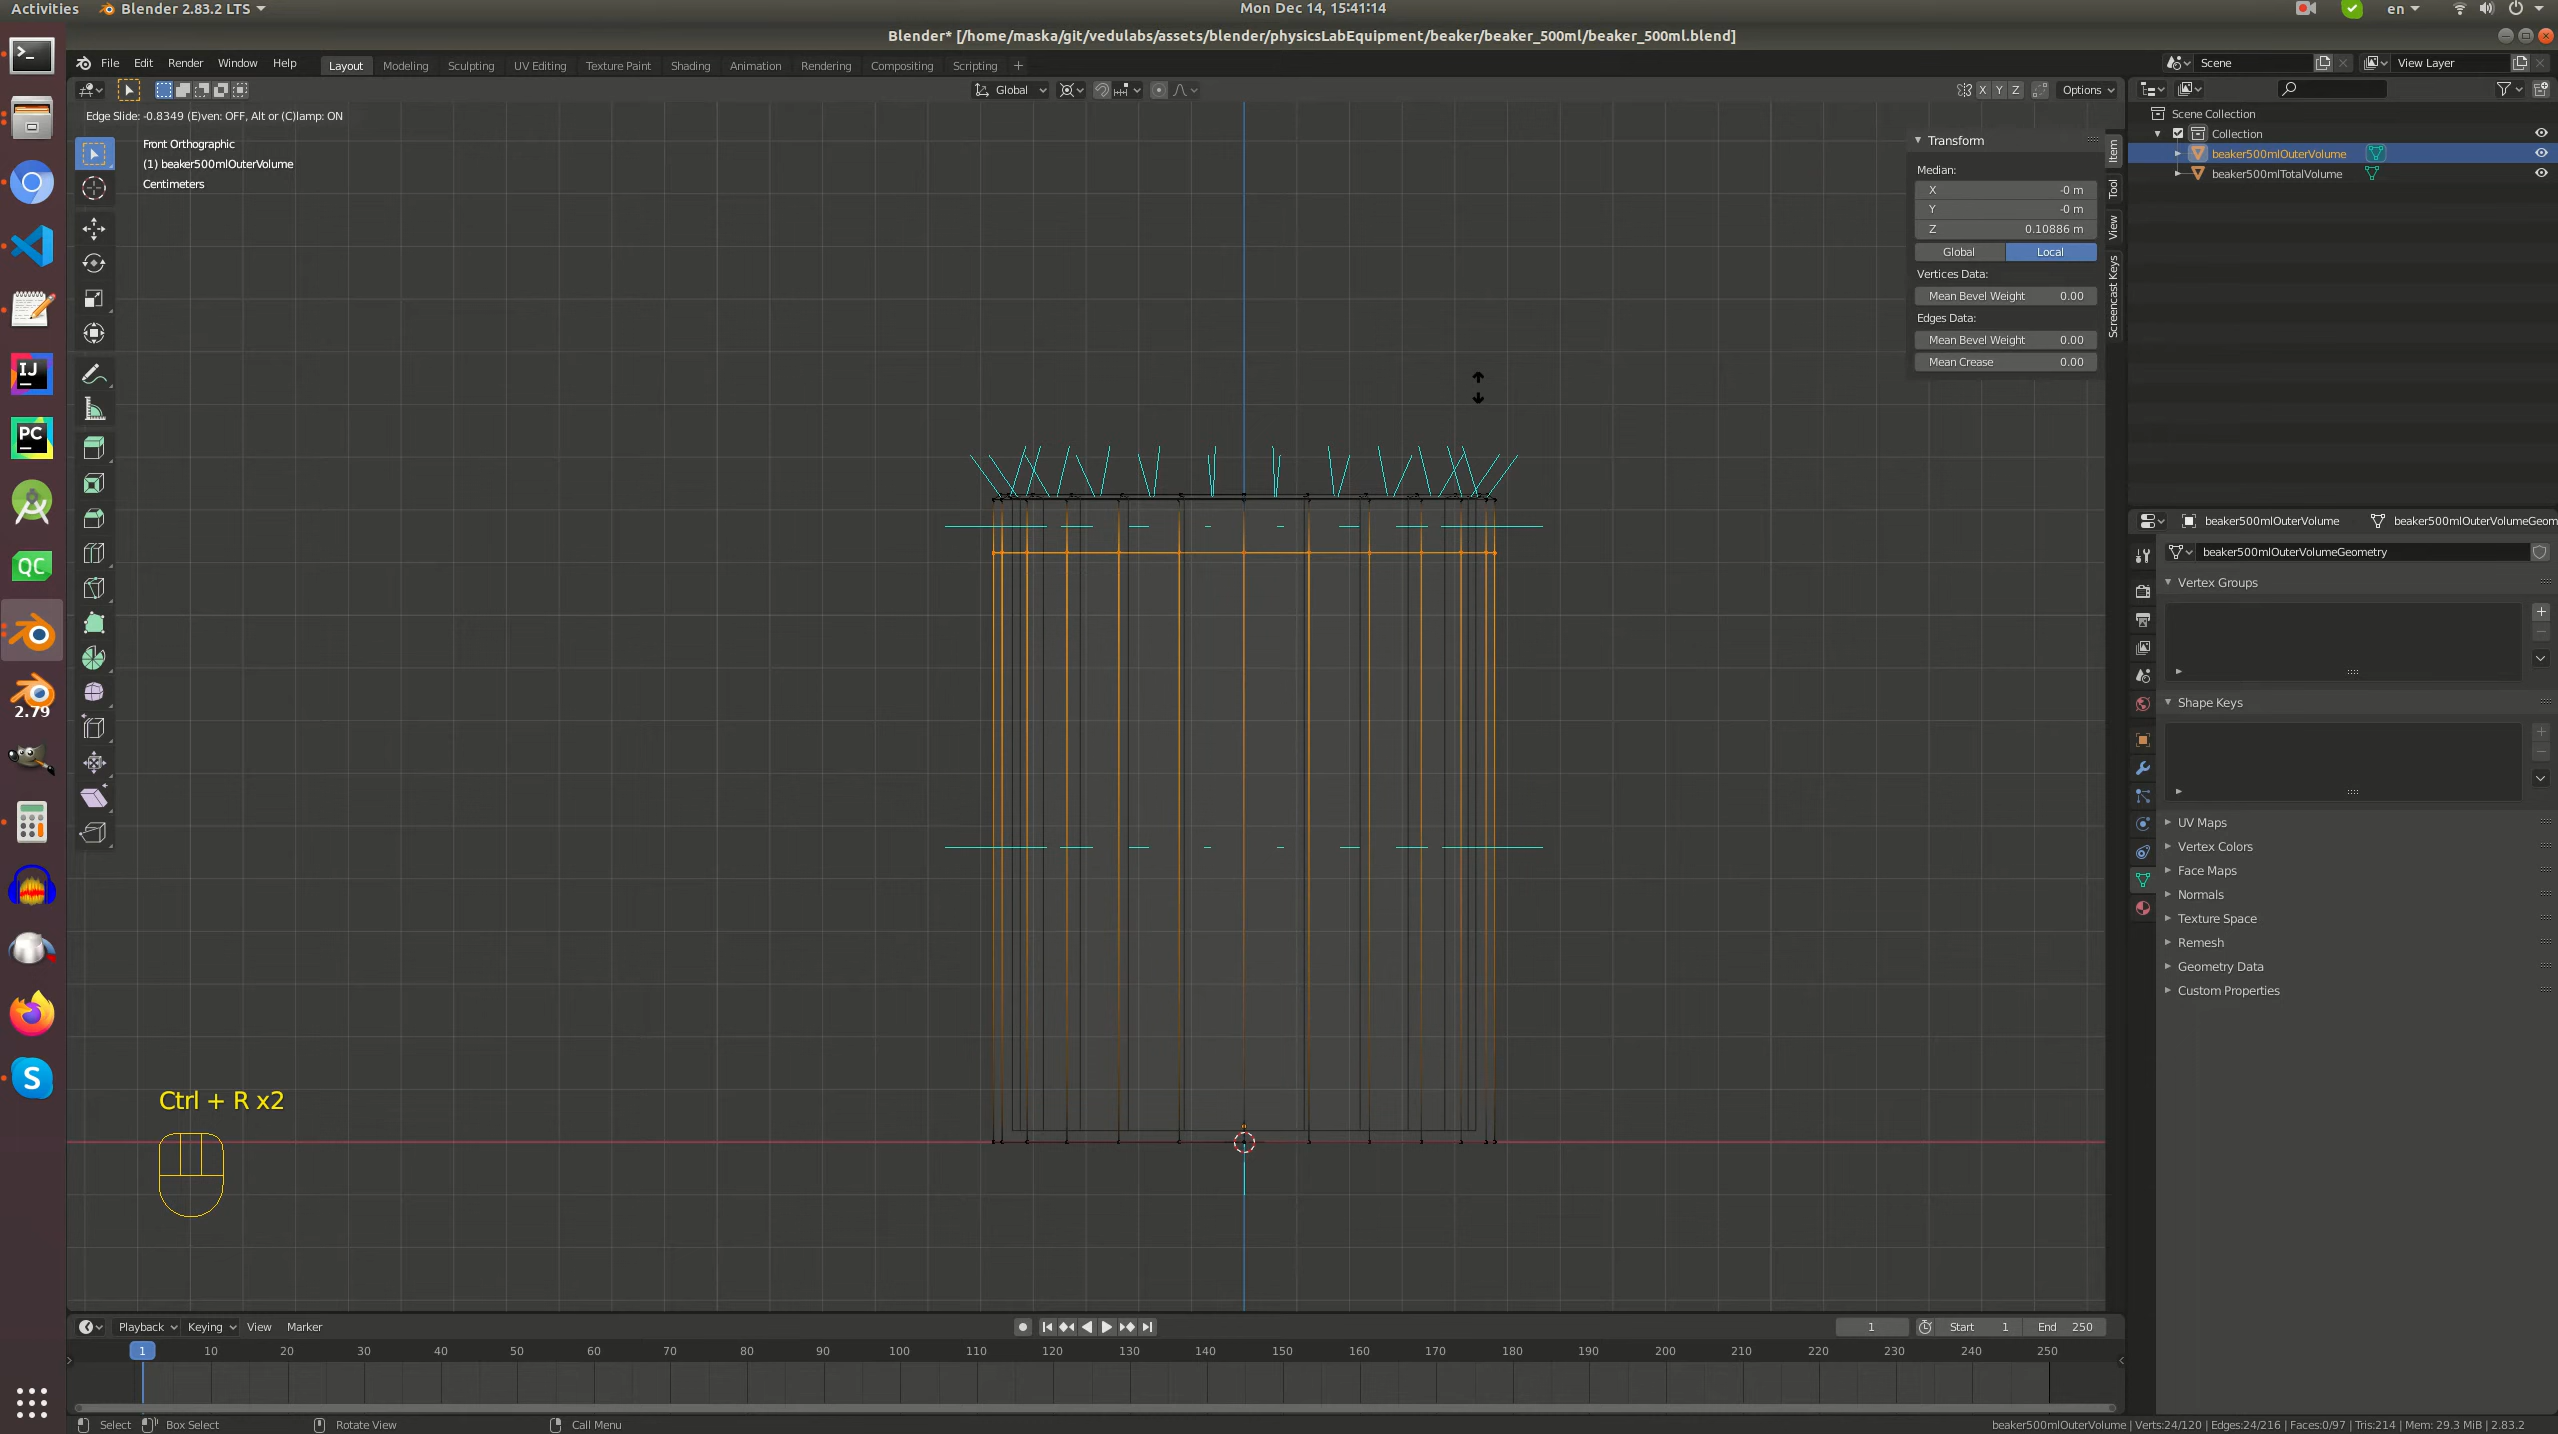 Activities
Blender 2.83.2 LTS
Mon Dec 14, 15:41:14
en
Blender* [/home/maska/git/vedulabs/assets/blender/physicsLabEquipment/beaker/beaker_500ml/beaker_500ml.blend]
File Edit Render Window Help
Layout Modeling Sculpting UV Editing Texture Paint Shading Animation Rendering Compositing Scripting +
Scene
View Layer
Global
X Y Z
Options
Edge Slide: -0.8349 (E)ven: OFF, Alt or (C)lamp: ON
Front Orthographic
(1) beaker500mlOuterVolume
Centimeters
Transform
Median:
X -0 m
Y -0 m
Z 0.10886 m
Global Local
Vertices Data:
Mean Bevel Weight 0.00
Edges Data:
Mean Bevel Weight 0.00
Mean Crease 0.00
Item
Tool
View
Screencast Keys
Scene Collection
Collection
beaker500mlOuterVolume
beaker500mlTotalVolume
beaker500mlOuterVolume
beaker500mlOuterVolumeGeom
beaker500mlOuterVolumeGeometry
Vertex Groups
Shape Keys
UV Maps
Vertex Colors
Face Maps
Normals
Texture Space
Remesh
Geometry Data
Custom Properties
IJ
PC
QC
2.79
S
Ctrl + R x2
Playback Keying View Marker
1
Start 1
End 250
1 10 20 30 40 50 60 70 80 90 100 110 120 130 140 150 160 170 180 190 200 210 220 230 240 250
Select
Box Select
Rotate View
Call Menu
beaker500mlOuterVolume | Verts:24/120 | Edges:24/216 | Faces:0/97 | Tris:214 | Mem: 29.3 MiB | 2.83.2